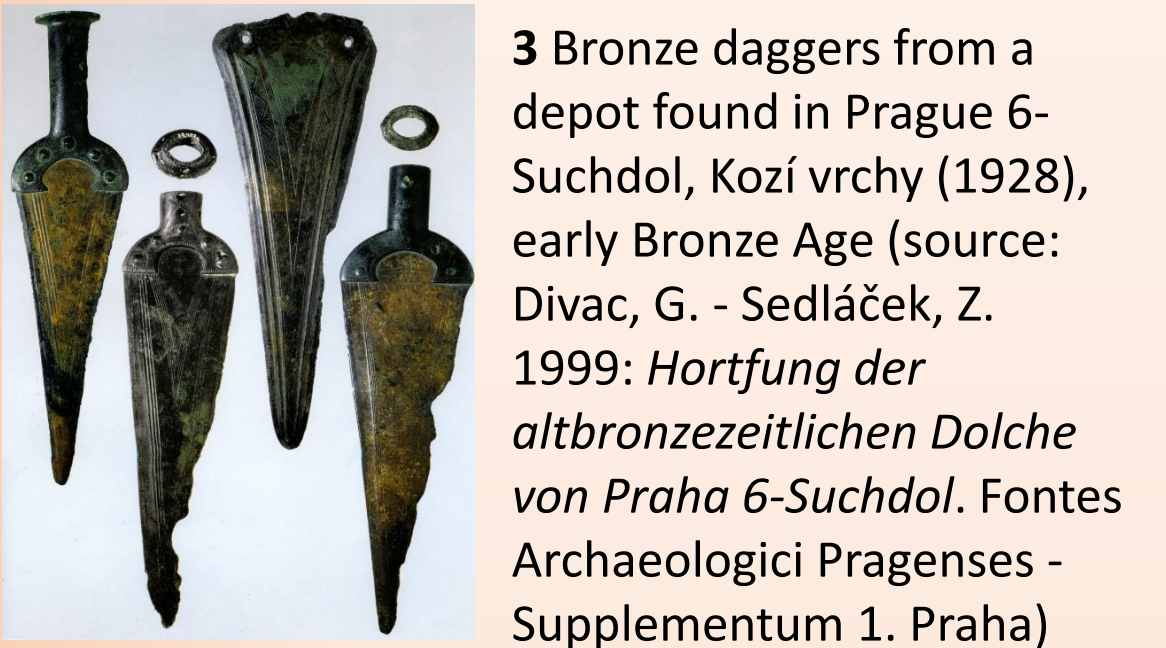 3 Bronze daggers from a
depot found in Prague 6-
Suchdol, Kozí vrchy (1928),
early Bronze Age (source:
Divac, G. - Sedláček, Z.
1999: Hortfung der
altbronzezeitlichen Dolche
von Praha 6-Suchdol. Fontes
Archaeologici Pragenses -
Supplementum 1. Praha)